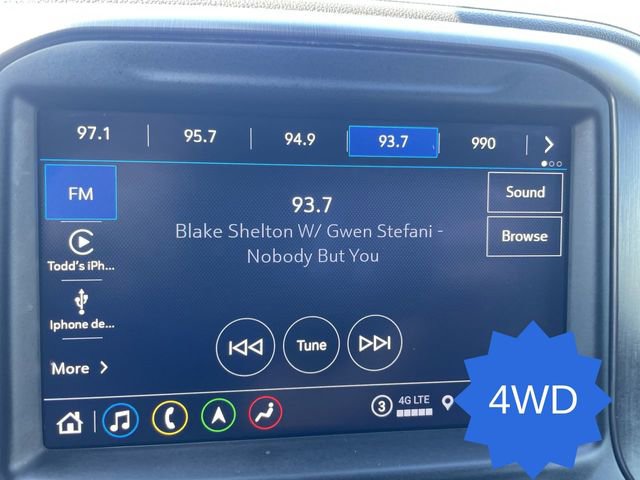 97.1 95.7 94.9 93.7 990
FM
93.7
Sound
Blake Shelton W/ Gwen Stefani -
Nobody But You
Browse
Todd's iPh...
Iphone de...
Tune
More
3 4G LTE
4WD